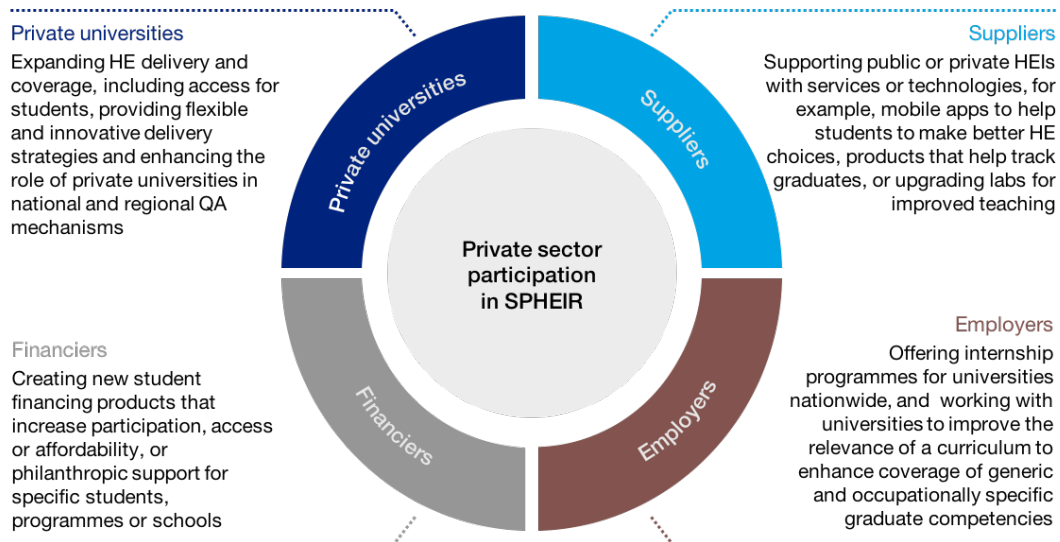 Private universities
Expanding HE delivery and
coverage, including access for
students, providing flexible
and innovative delivery
strategies and enhancing the
role of private universities in
national and regional QA
mechanisms
Suppliers
Supporting public or private HEIs
with services or technologies, for
example, mobile apps to help
students to make better HE
choices, products that help track
graduates, or upgrading labs for
improved teaching
Private universities
Suppliers
Private sector
participation
in SPHEIR
Financiers
Employers
Financiers
Creating new student
financing products that
increase participation, access
or affordability, or
philanthropic support for
specific students,
programmes or schools
Employers
Offering internship
programmes for universities
nationwide, and working with
universities to improve the
relevance of a curriculum to
enhance coverage of generic
and occupationally specific
graduate competencies